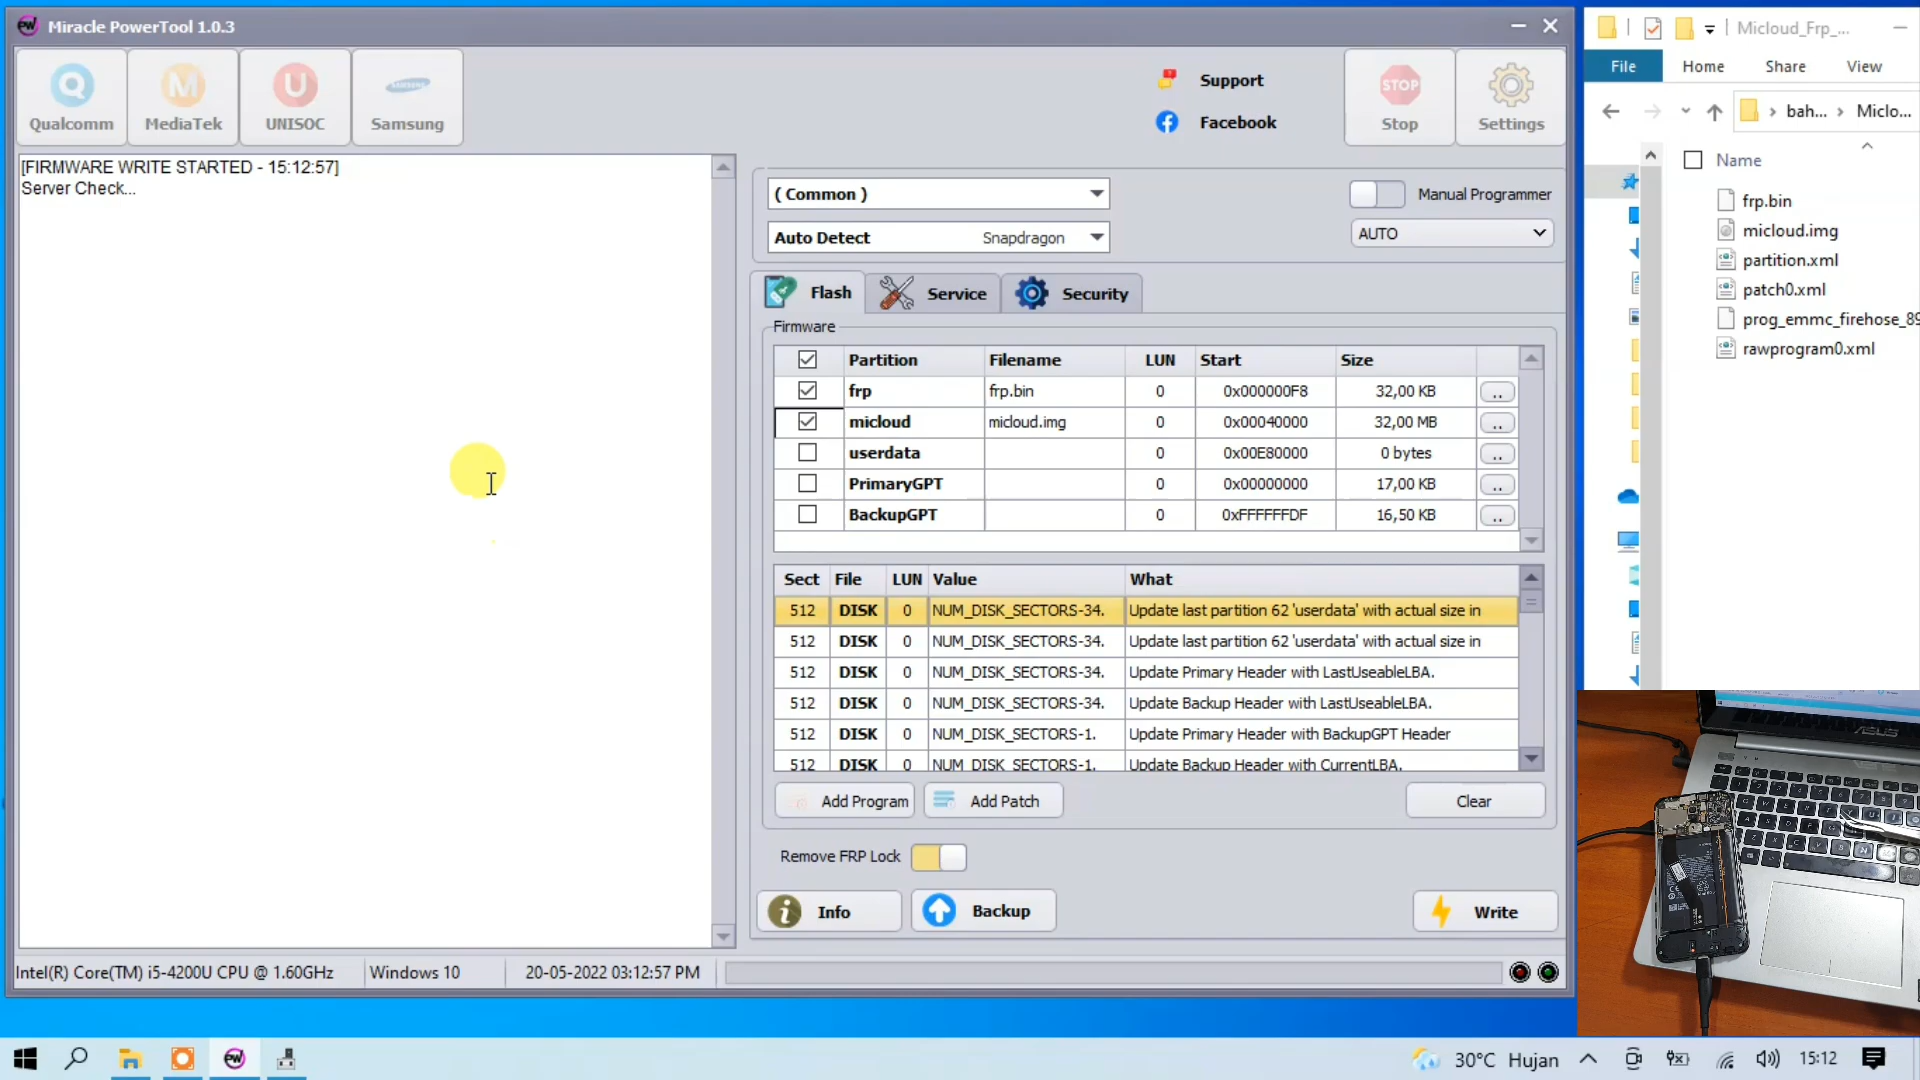 Miracle PowerTool 1.0.3
Qualcomm
MediaTek
UNISOC
SAMSUNG
Samsung
Support
Facebook
STOP
Stop
Settings
[FIRMWARE WRITE STARTED - 15:12:57]
Server Check...
( Common )
Manual Programmer
Auto Detect Snapdragon
AUTO
Flash
Service
Security
Firmware
Partition Filename LUN Start Size
frp frp.bin 0 0x000000F8 32,00 KB ..
micloud micloud.img 0 0x00040000 32,00 MB ..
userdata 0 0x00E80000 0 bytes ..
PrimaryGPT 0 0x00000000 17,00 KB ..
BackupGPT 0 0xFFFFFFDF 16,50 KB ..
Sect File LUN Value What
512 DISK 0 NUM_DISK_SECTORS-34. Update last partition 62 'userdata' with actual size in
512 DISK 0 NUM_DISK_SECTORS-34. Update last partition 62 'userdata' with actual size in
512 DISK 0 NUM_DISK_SECTORS-34. Update Primary Header with LastUseableLBA.
512 DISK 0 NUM_DISK_SECTORS-34. Update Backup Header with LastUseableLBA.
512 DISK 0 NUM_DISK_SECTORS-1. Update Primary Header with BackupGPT Header
512 DISK 0 NUM_DISK_SECTORS-1. Update Backup Header with CurrentLBA.
Add Program
Add Patch
Clear
Remove FRP Lock
Info
Backup
Write
Intel(R) Core(TM) i5-4200U CPU @ 1.60GHz Windows 10 20-05-2022 03:12:57 PM
Micloud_Frp_...
File Home Share View
bah... Miclo...
Name
frp.bin
micloud.img
partition.xml
patch0.xml
prog_emmc_firehose_89
rawprogram0.xml
ASUS
30°C Hujan
15:12